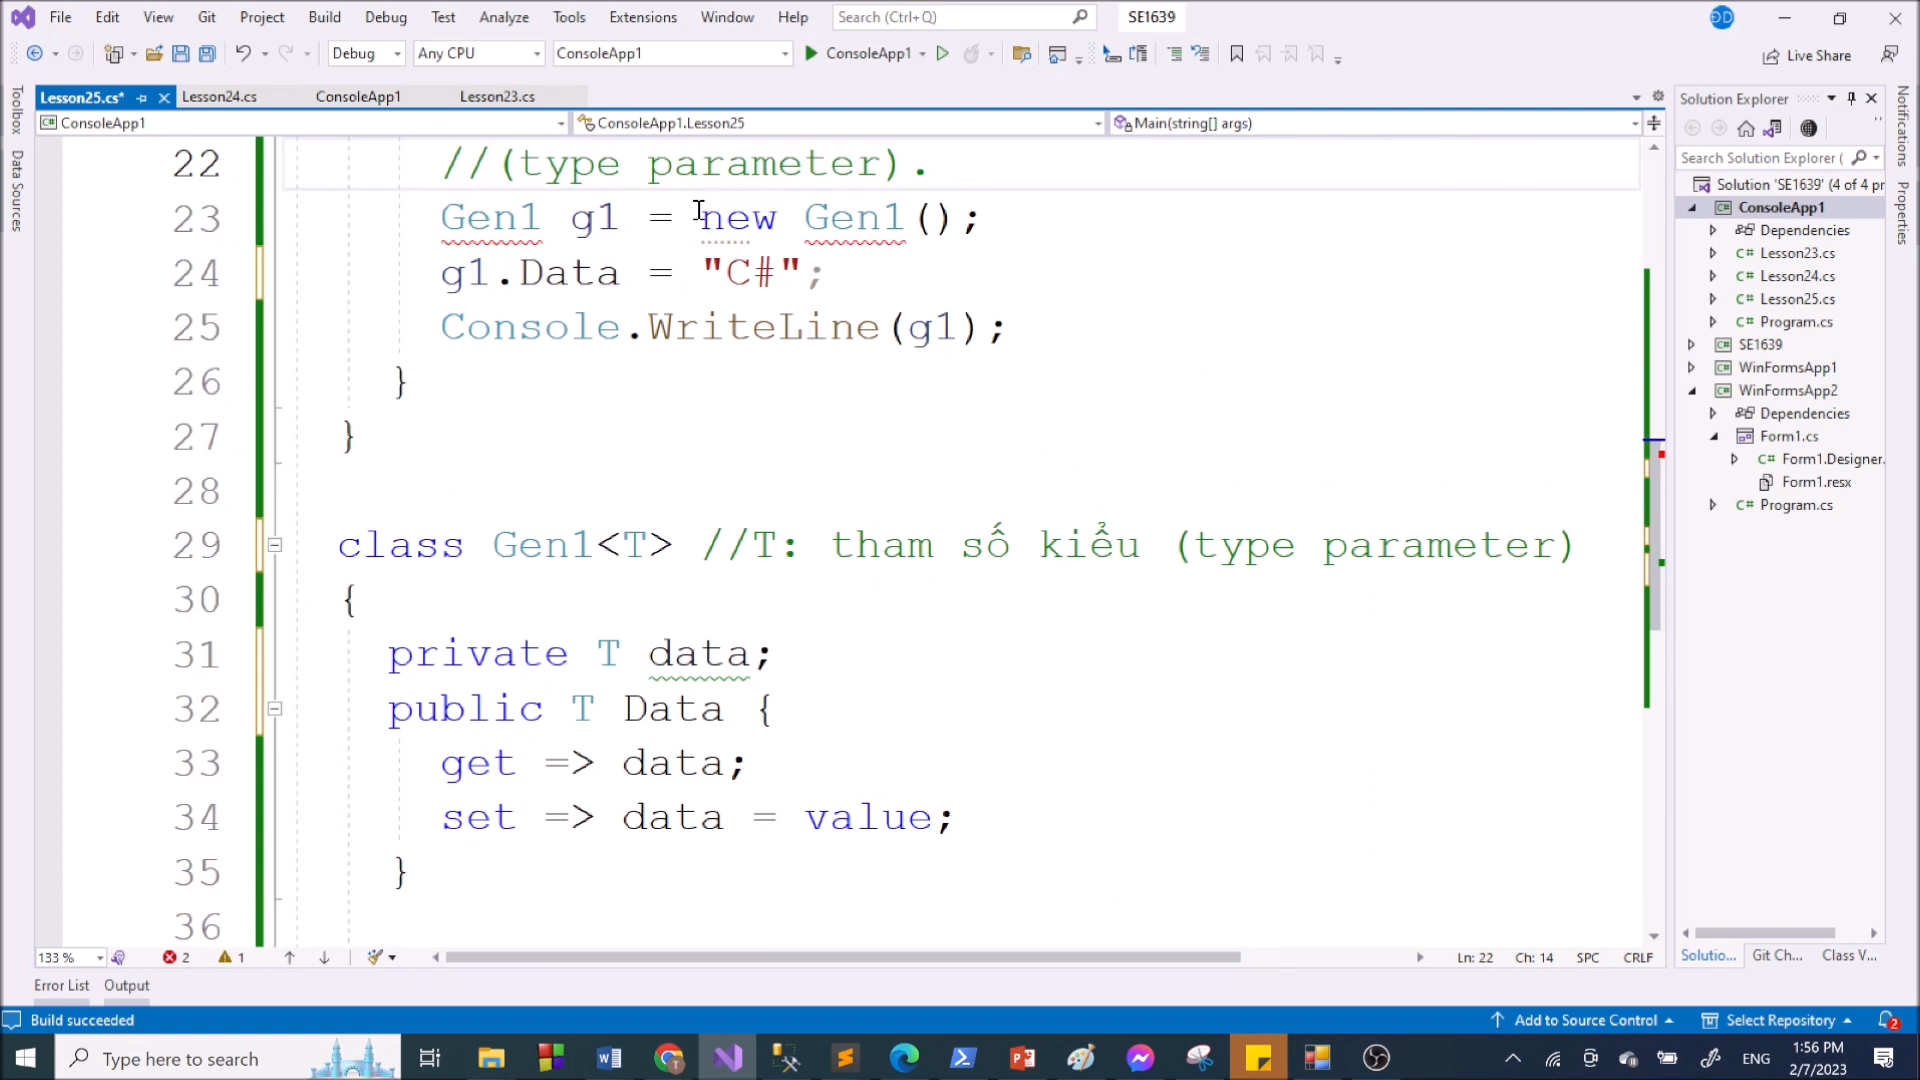 File Edit View Git Project Build Debug Test Analyze Tools Extensions Window Help Search (Ctrl+Q) SE1639
Debug Any CPU ConsoleApp1 ConsoleApp1 Live Share
Lesson25.cs* Lesson24.cs ConsoleApp1 Lesson23.cs
ConsoleApp1 ConsoleApp1.Lesson25 Main(string[] args)
Toolbox
Data Sources
22 //(type parameter).
23 Gen1 g1 = new Gen1();
24 g1.Data = "C#";
25 Console.WriteLine(g1);
26 }
27 }
28
29 class Gen1<T> //T: tham số kiểu (type parameter)
30 {
31 private T data;
32 public T Data {
33 get => data;
34 set => data = value;
35 }
36
133 % 2 1 Ln: 22 Ch: 14 SPC CRLF
Error List Output
Solution Explorer
Search Solution Explorer (
Solution 'SE1639' (4 of 4 pr
C# ConsoleApp1
Dependencies
C# Lesson23.cs
C# Lesson24.cs
C# Lesson25.cs
C# Program.cs
C# SE1639
C# WinFormsApp1
C# WinFormsApp2
Dependencies
Form1.cs
C# Form1.Designer.
Form1.resx
C# Program.cs
Solutio... Git Ch... Class V...
Notifications
Properties
Build succeeded Add to Source Control Select Repository 2
Type here to search ENG 1:56 PM
2/7/2023